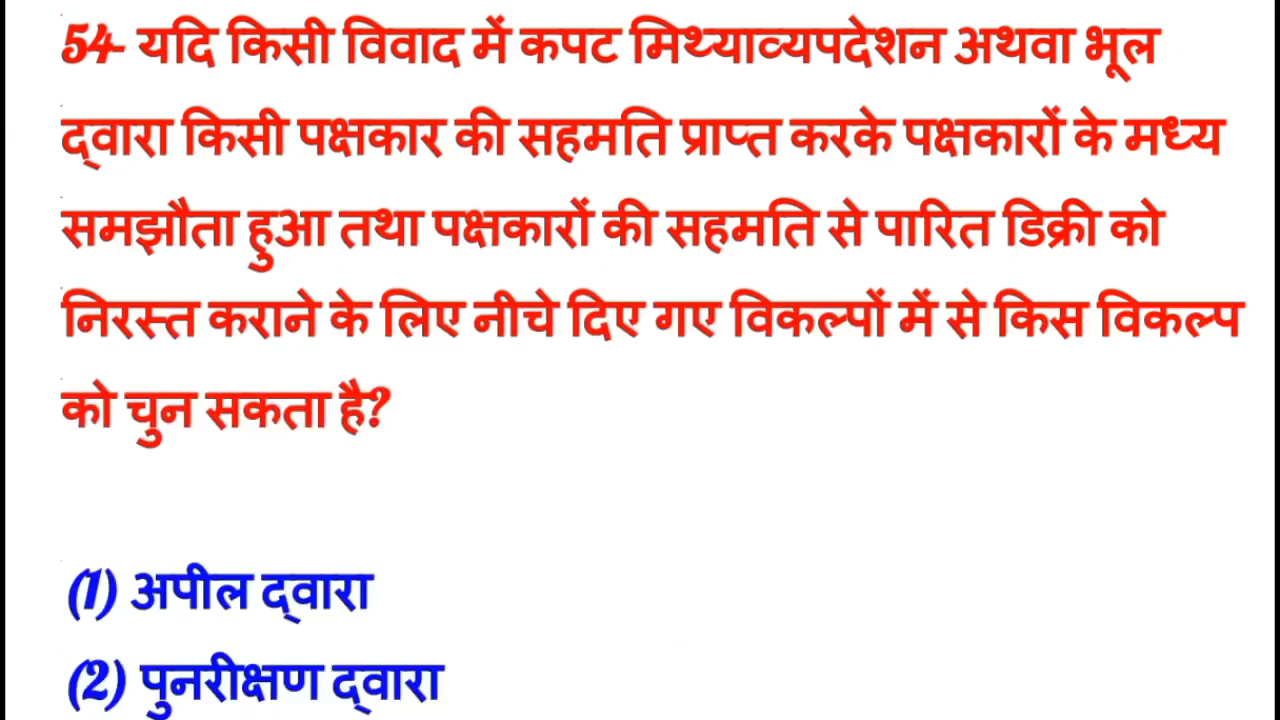 54- यदि किसी विवाद में कपट मिथ्याव्यपदेशन अथवा भूल
द्वारा किसी पक्षकार की सहमति प्राप्त करके पक्षकारों के मध्य
समझौता हुआ तथा पक्षकारों की सहमति से पारित डिक्री को
निरस्त कराने के लिए नीचे दिए गए विकल्पों में से किस विकल्प
को चुन सकता है?
(1) अपील द्वारा
(2) पुनरीक्षण द्वारा